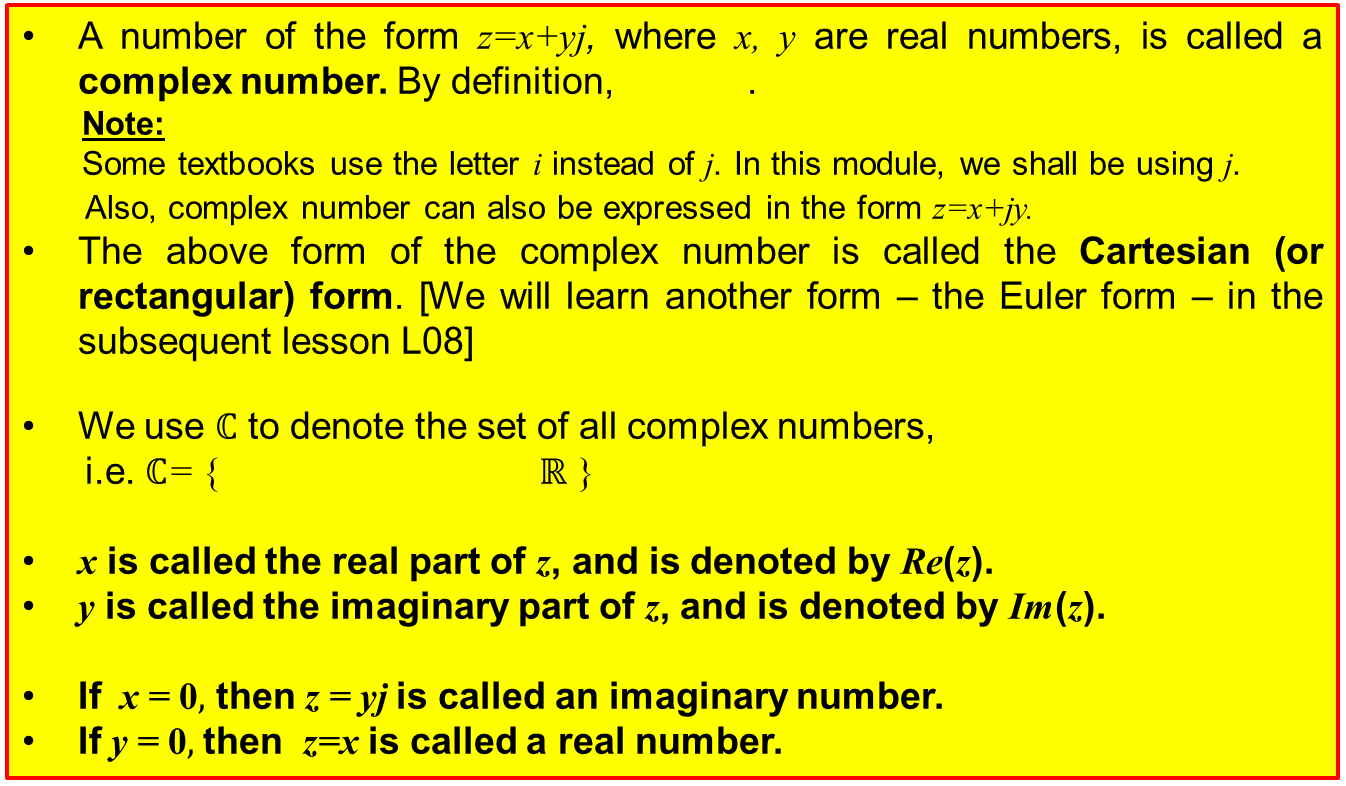 • A number of the form z=x+yj, where x, y are real numbers, is called a
complex number. By definition, .
Note:
Some textbooks use the letter i instead of j. In this module, we shall be using j.
Also, complex number can also be expressed in the form z=x+jy.
• The above form of the complex number is called the Cartesian (or
rectangular) form. [We will learn another form – the Euler form – in the
subsequent lesson L08]
• We use ℂ to denote the set of all complex numbers,
i.e. ℂ= { ℝ }
• x is called the real part of z, and is denoted by Re(z).
• y is called the imaginary part of z, and is denoted by Im(z).
• If x = 0, then z = yj is called an imaginary number.
• If y = 0, then z=x is called a real number.